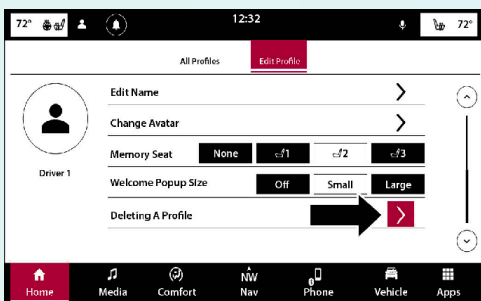 72° 12:32 72°
All Profiles Edit Profile
Edit Name
Change Avatar
Memory Seat None 1 2 3
Driver 1
Welcome Popup Size Off Small Large
Deleting A Profile
NW
0
Home Media Comfort Nav Phone Vehicle Apps